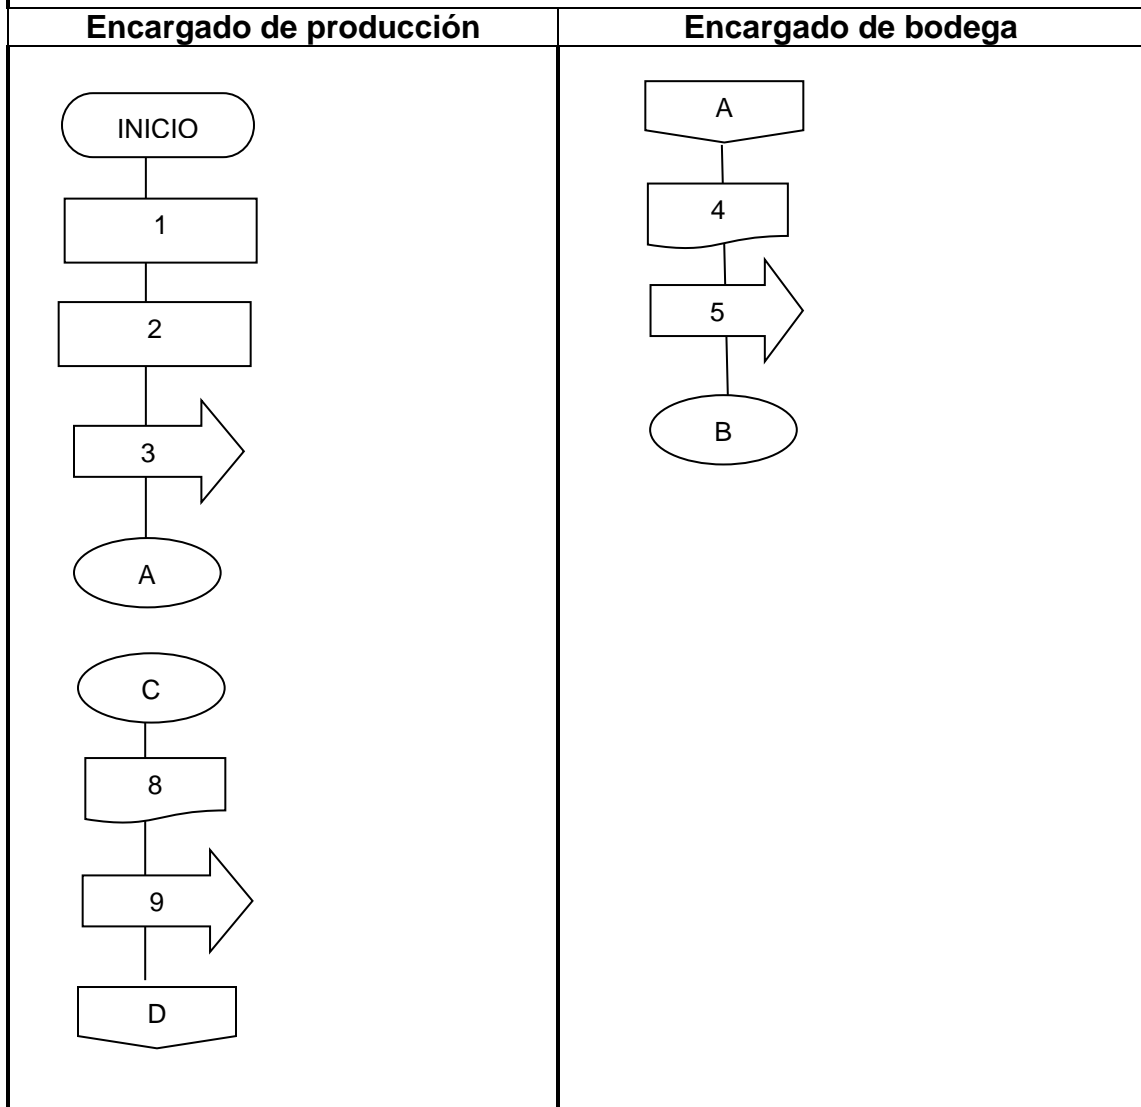 Encargado de producción
Encargado de bodega
INICIO
1
2
3
A
C
8
9
D
A
4
5
B